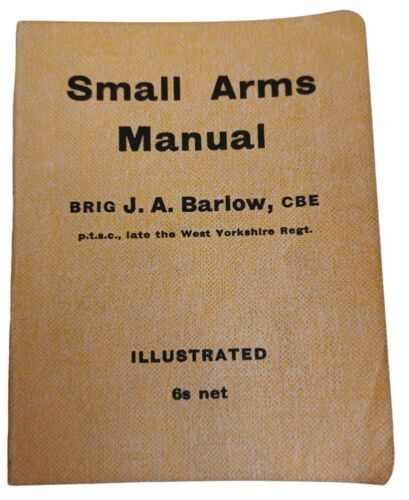 Small Arms
Manual
BRIG J. A. Barlow, CBE
p.t.s.c., late the West Yorkshire Regt.
ILLUSTRATED
6s net